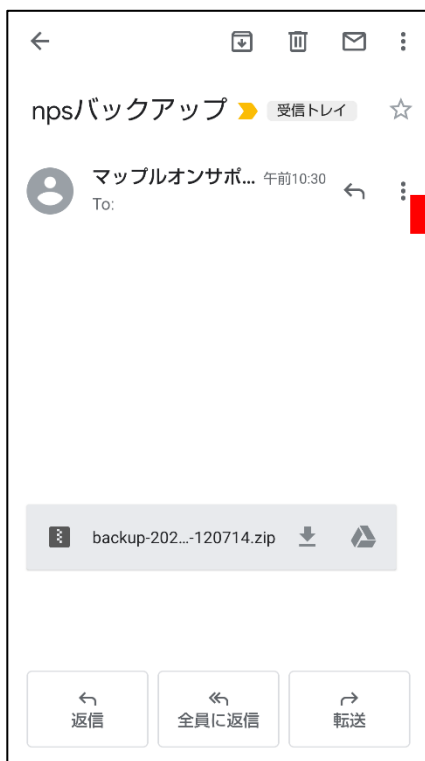 npsバックアップ 受信トレイ
マップルオンサポ... 午前10:30
To:
backup-202...-120714.zip
返信 全員に返信 転送